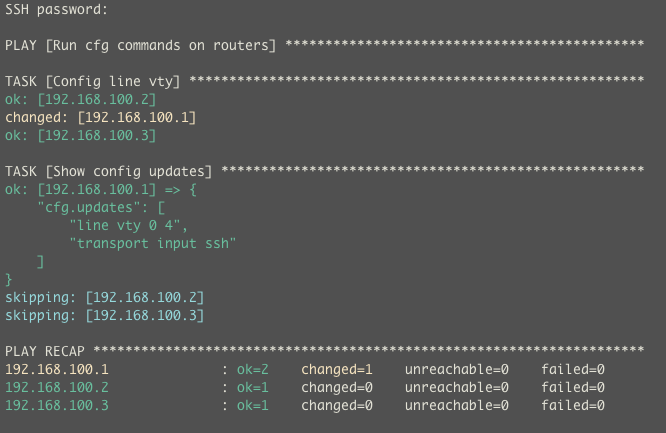 SSH password:
PLAY [Run cfg commands on routers] *********************************************
TASK [Config line vty] *********************************************************
ok: [192.168.100.2]
changed: [192.168.100.1]
ok: [192.168.100.3]
TASK [Show config updates] *****************************************************
ok: [192.168.100.1] => {
    "cfg.updates": [
        "line vty 0 4",
        "transport input ssh"
    ]
}
skipping: [192.168.100.2]
skipping: [192.168.100.3]
PLAY RECAP *********************************************************************
192.168.100.1              : ok=2    changed=1    unreachable=0    failed=0
192.168.100.2              : ok=1    changed=0    unreachable=0    failed=0
192.168.100.3              : ok=1    changed=0    unreachable=0    failed=0